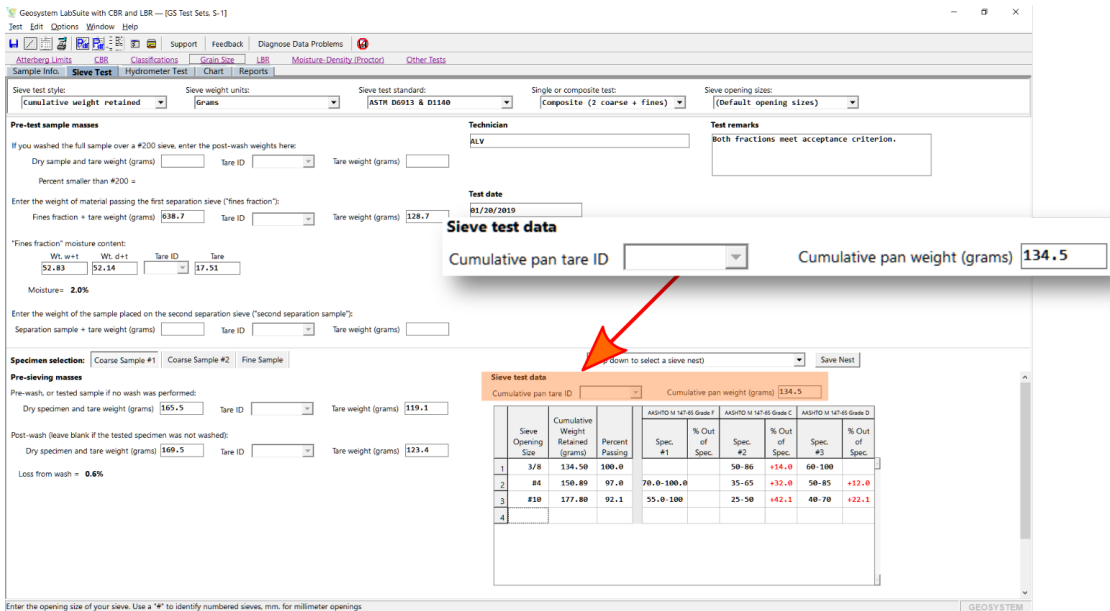 Geosystem LabSuite with CBR and LBR — [GS Test Sets, S-1]
Test Edit Options Window Help
Support Feedback Diagnose Data Problems
Atterberg Limits CBR Classifications Grain Size LBR Moisture-Density (Proctor) Other Tests
Sample Info. Sieve Test Hydrometer Test Chart Reports
Sieve test style: Sieve weight units: Sieve test standard: Single or composite test: Sieve opening sizes:
Cumulative weight retained Grams ASTM D6913 & D1140 Composite (2 coarse + fines) (Default opening sizes)
Pre-test sample masses Technician Test remarks
ALV Both fractions meet acceptance criterion.
If you washed the full sample over a #200 sieve, enter the post-wash weights here:
Dry sample and tare weight (grams) Tare ID Tare weight (grams)
Percent smaller than #200 =
Test date
Enter the weight of material passing the first separation sieve ("fines fraction"):
01/20/2019
Fines fraction + tare weight (grams) 638.7 Tare ID Tare weight (grams) 128.7
Sieve test data
Cumulative pan tare ID Cumulative pan weight (grams) 134.5
"Fines fraction" moisture content:
Wt. w+t Wt. d+t Tare ID Tare
52.83 52.14 17.51
Moisture= 2.0%
Enter the weight of the sample placed on the second separation sieve ("second separation sample"):
Separation sample + tare weight (grams) Tare ID Tare weight (grams)
Specimen selection: Coarse Sample #1 Coarse Sample #2 Fine Sample down to select a sieve nest) Save Nest
Pre-sieving masses
Pre-wash, or tested sample if no wash was performed:
Dry specimen and tare weight (grams) 165.5 Tare ID Tare weight (grams) 119.1
Post-wash (leave blank if the tested specimen was not washed):
Dry specimen and tare weight (grams) 169.5 Tare ID Tare weight (grams) 123.4
Loss from wash = 0.6%
Sieve test data
Cumulative pan tare ID Cumulative pan weight (grams) 134.5
AASHTO M 147-65 Grade F AASHTO M 147-65 Grade C AASHTO M 147-65 Grade D
Sieve Opening Size Cumulative Weight Retained (grams) Percent Passing Spec. #1 % Out of Spec. Spec. #2 % Out of Spec. Spec. #3 % Out of Spec.
1 3/8 134.50 100.0 50-86 +14.0 60-100
2 #4 150.89 97.0 70.0-100.0 35-65 +32.0 50-85 +12.0
3 #10 177.80 92.1 55.0-100 25-50 +42.1 40-70 +22.1
4
Enter the opening size of your sieve. Use a "#" to identify numbered sieves, mm. for millimeter openings
GEOSYSTEM